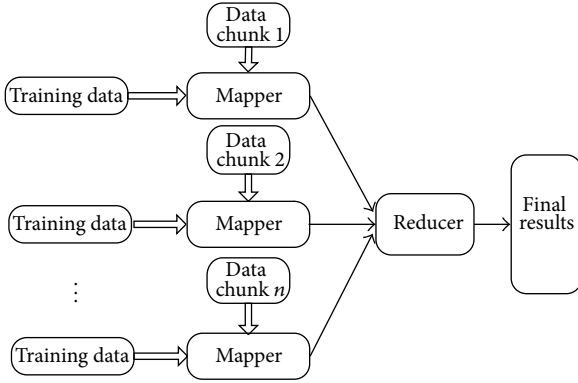 Data
chunk 1
Training data
Mapper
Data
chunk 2
Training data
Mapper
Reducer
Final
results
⋮
Data
chunk n
Training data
Mapper